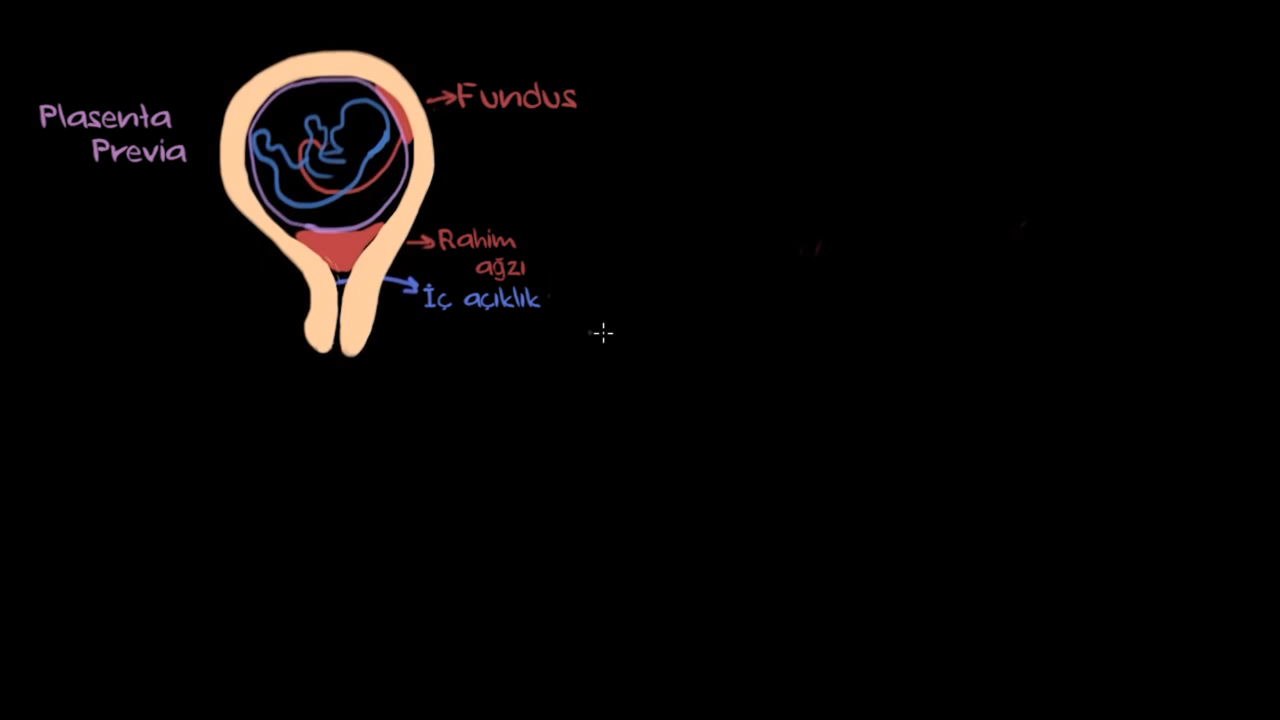 Plasenta
Previa
Fundus
Rahim
ağzı
İç açıklık